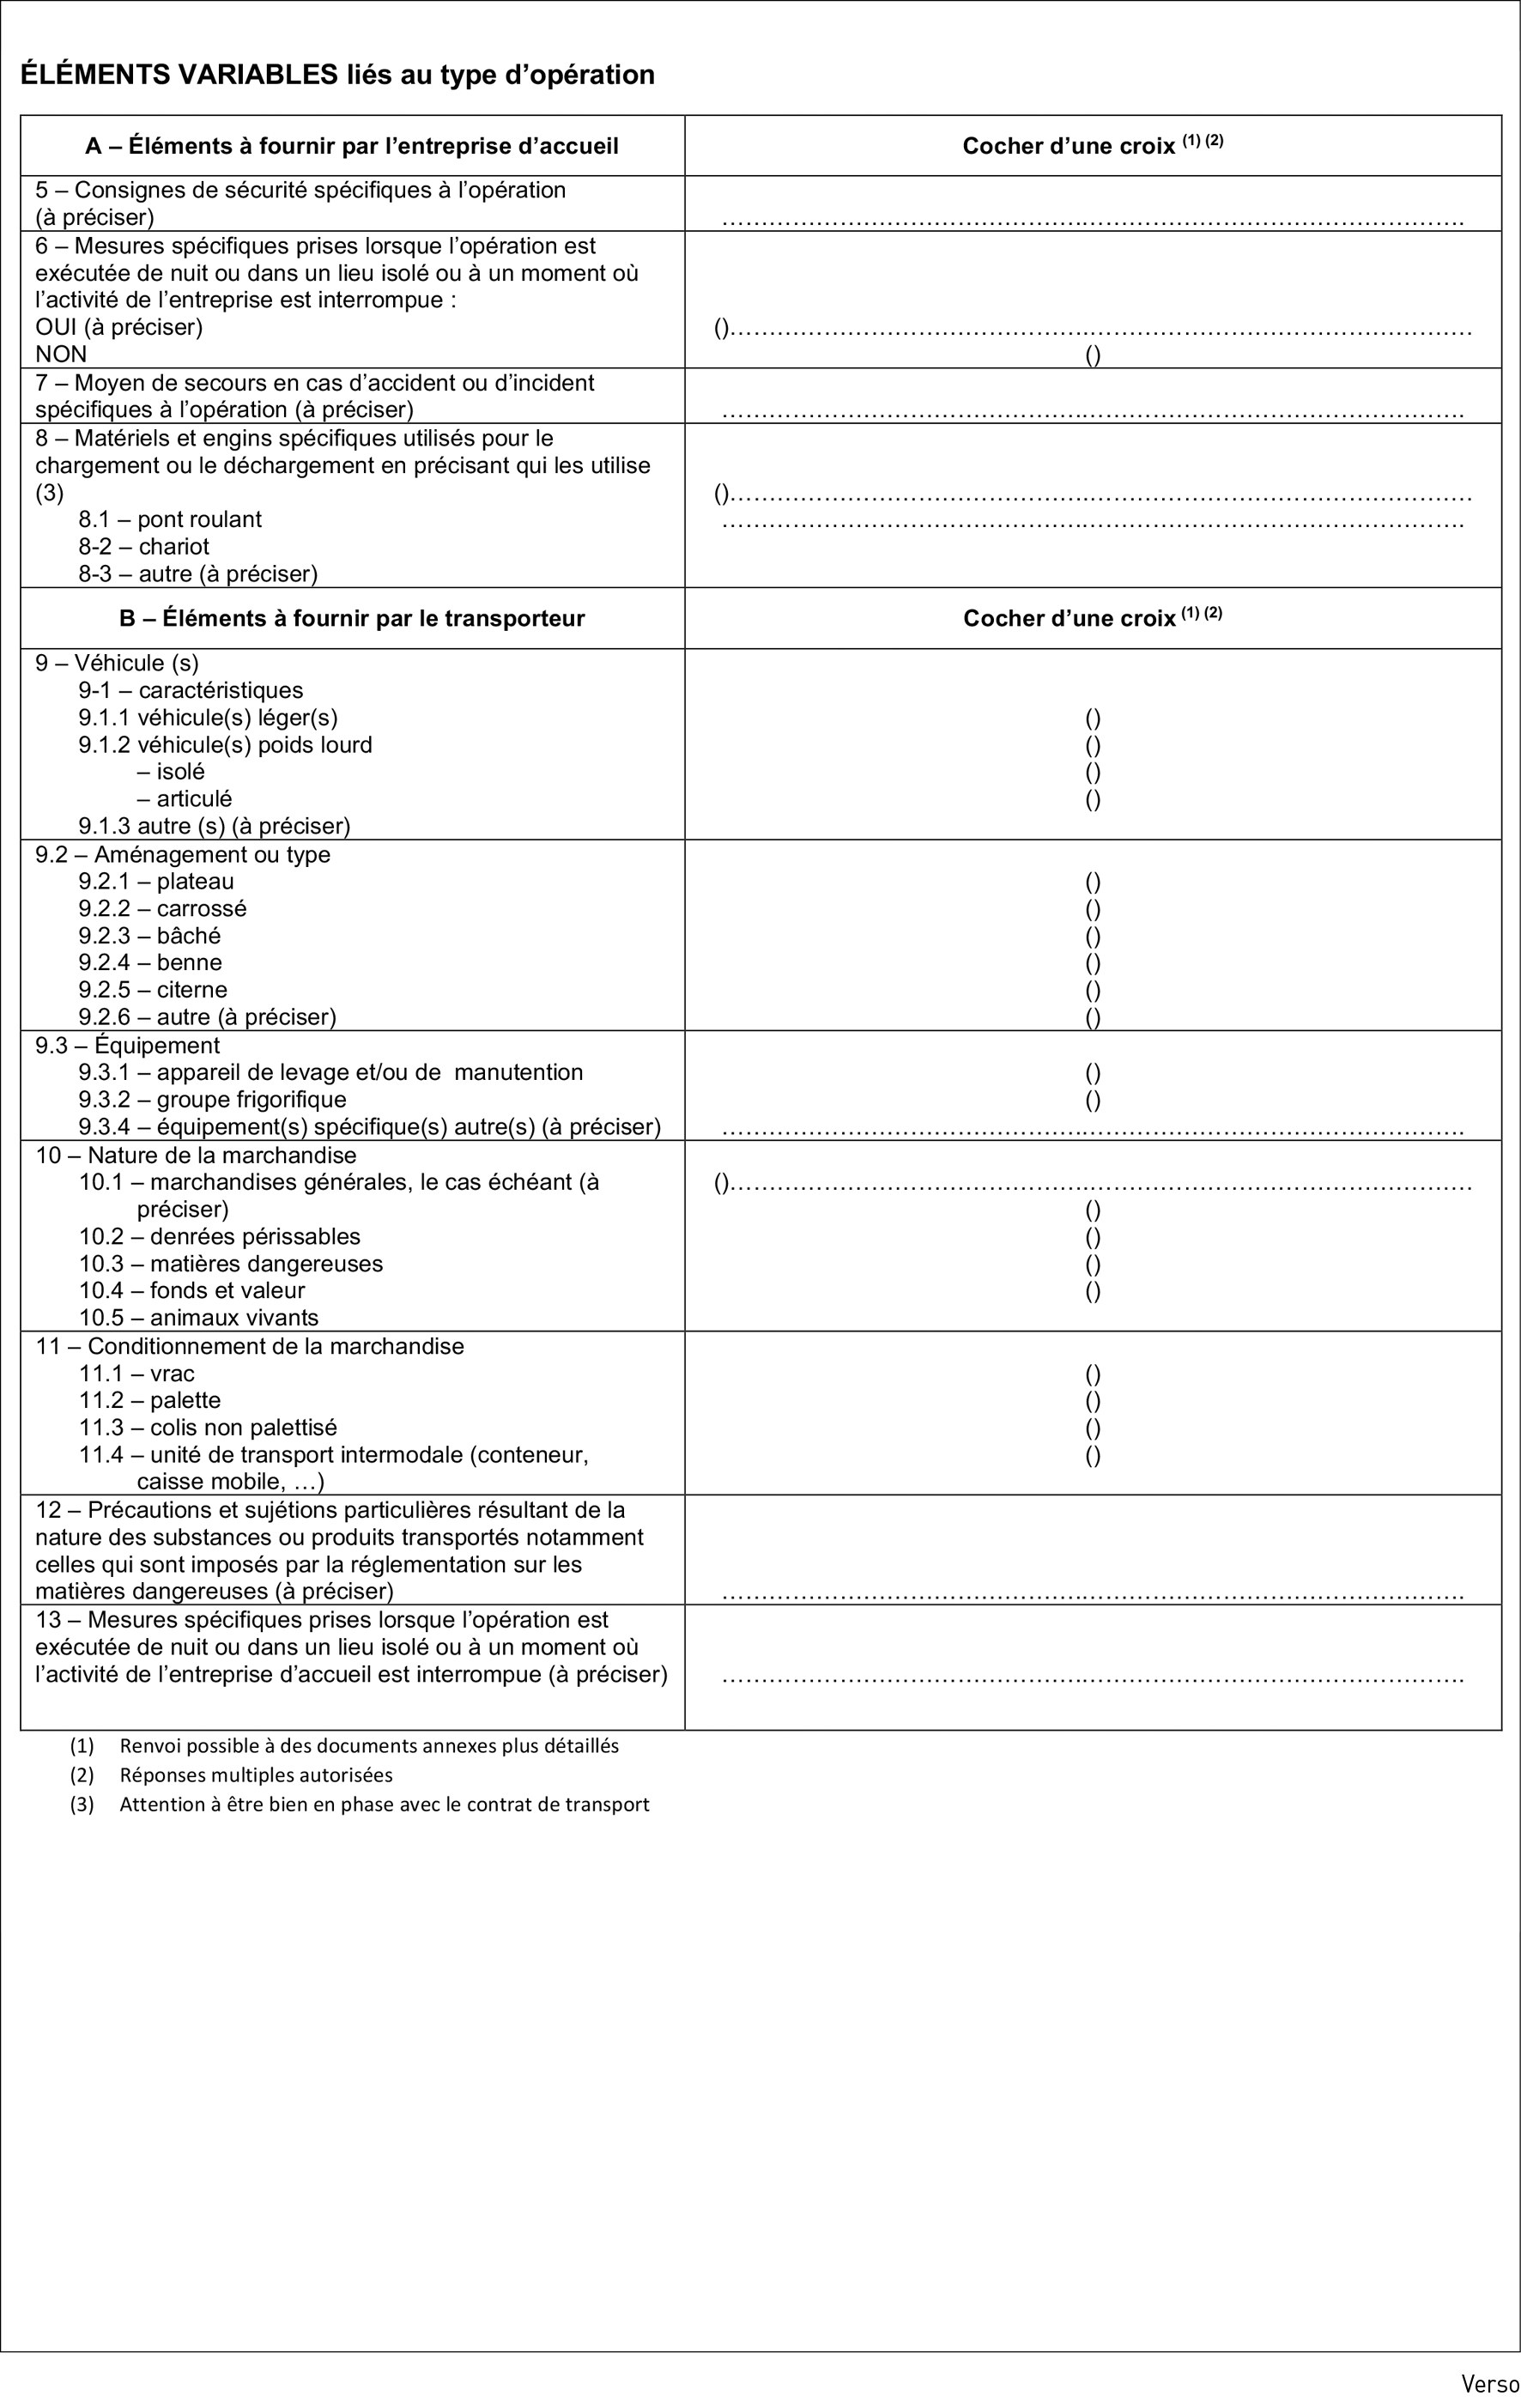 ÉLÉMENTS VARIABLES liés au type d’opération
A – Éléments à fournir par l’entreprise d’accueil
Cocher d’une croix (1) (2)
5 – Consignes de sécurité spécifiques à l’opération
(à préciser)
……………………………………………………………………………………
6 – Mesures spécifiques prises lorsque l’opération est
exécutée de nuit ou dans un lieu isolé ou à un moment où
l’activité de l’entreprise est interrompue :
OUI (à préciser)
()……………………………………………………………………………………
NON
()
7 – Moyen de secours en cas d’accident ou d’incident
spécifiques à l’opération (à préciser)
……………………………………………………………………………………
8 – Matériels et engins spécifiques utilisés pour le
chargement ou le déchargement en précisant qui les utilise
(3)
()……………………………………………………………………………………
8.1 – pont roulant
……………………………………………………………………………………
8-2 – chariot
8-3 – autre (à préciser)
B – Éléments à fournir par le transporteur
Cocher d’une croix (1) (2)
9 – Véhicule (s)
9-1 – caractéristiques
9.1.1 véhicule(s) léger(s)
()
9.1.2 véhicule(s) poids lourd
()
– isolé
()
– articulé
()
9.1.3 autre (s) (à préciser)
9.2 – Aménagement ou type
9.2.1 – plateau
()
9.2.2 – carrossé
()
9.2.3 – bâché
()
9.2.4 – benne
()
9.2.5 – citerne
()
9.2.6 – autre (à préciser)
()
9.3 – Équipement
9.3.1 – appareil de levage et/ou de  manutention
()
9.3.2 – groupe frigorifique
()
9.3.4 – équipement(s) spécifique(s) autre(s) (à préciser)
……………………………………………………………………………………
10 – Nature de la marchandise
10.1 – marchandises générales, le cas échéant (à
()……………………………………………………………………………………
préciser)
()
10.2 – denrées périssables
()
10.3 – matières dangereuses
()
10.4 – fonds et valeur
()
10.5 – animaux vivants
11 – Conditionnement de la marchandise
11.1 – vrac
()
11.2 – palette
()
11.3 – colis non palettisé
()
11.4 – unité de transport intermodale (conteneur,
()
caisse mobile, …)
12 – Précautions et sujétions particulières résultant de la
nature des substances ou produits transportés notamment
celles qui sont imposés par la réglementation sur les
matières dangereuses (à préciser)
……………………………………………………………………………………
13 – Mesures spécifiques prises lorsque l’opération est
exécutée de nuit ou dans un lieu isolé ou à un moment où
l’activité de l’entreprise d’accueil est interrompue (à préciser)
……………………………………………………………………………………
(1) Renvoi possible à des documents annexes plus détaillés
(2) Réponses multiples autorisées
(3) Attention à être bien en phase avec le contrat de transport
Verso